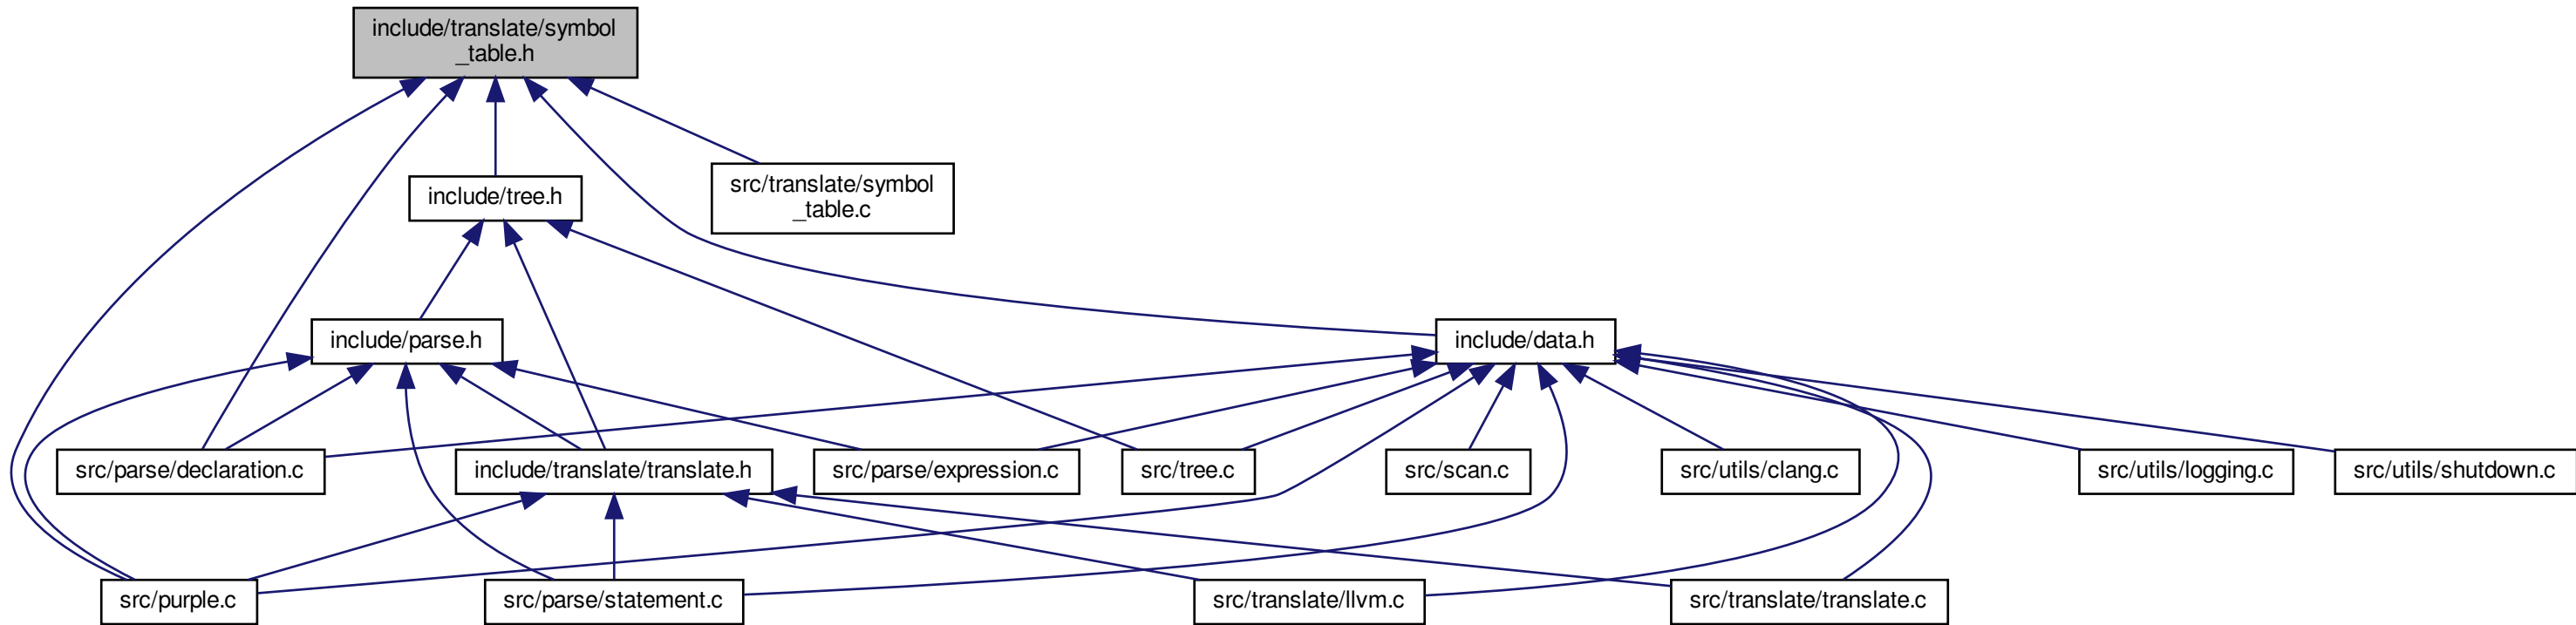 include/translate/symbol
_table.h
include/tree.h
src/translate/symbol
_table.c
include/parse.h
include/data.h
src/parse/declaration.c
include/translate/translate.h
src/parse/expression.c
src/tree.c
src/scan.c
src/utils/clang.c
src/utils/logging.c
src/utils/shutdown.c
src/purple.c
src/parse/statement.c
src/translate/llvm.c
src/translate/translate.c